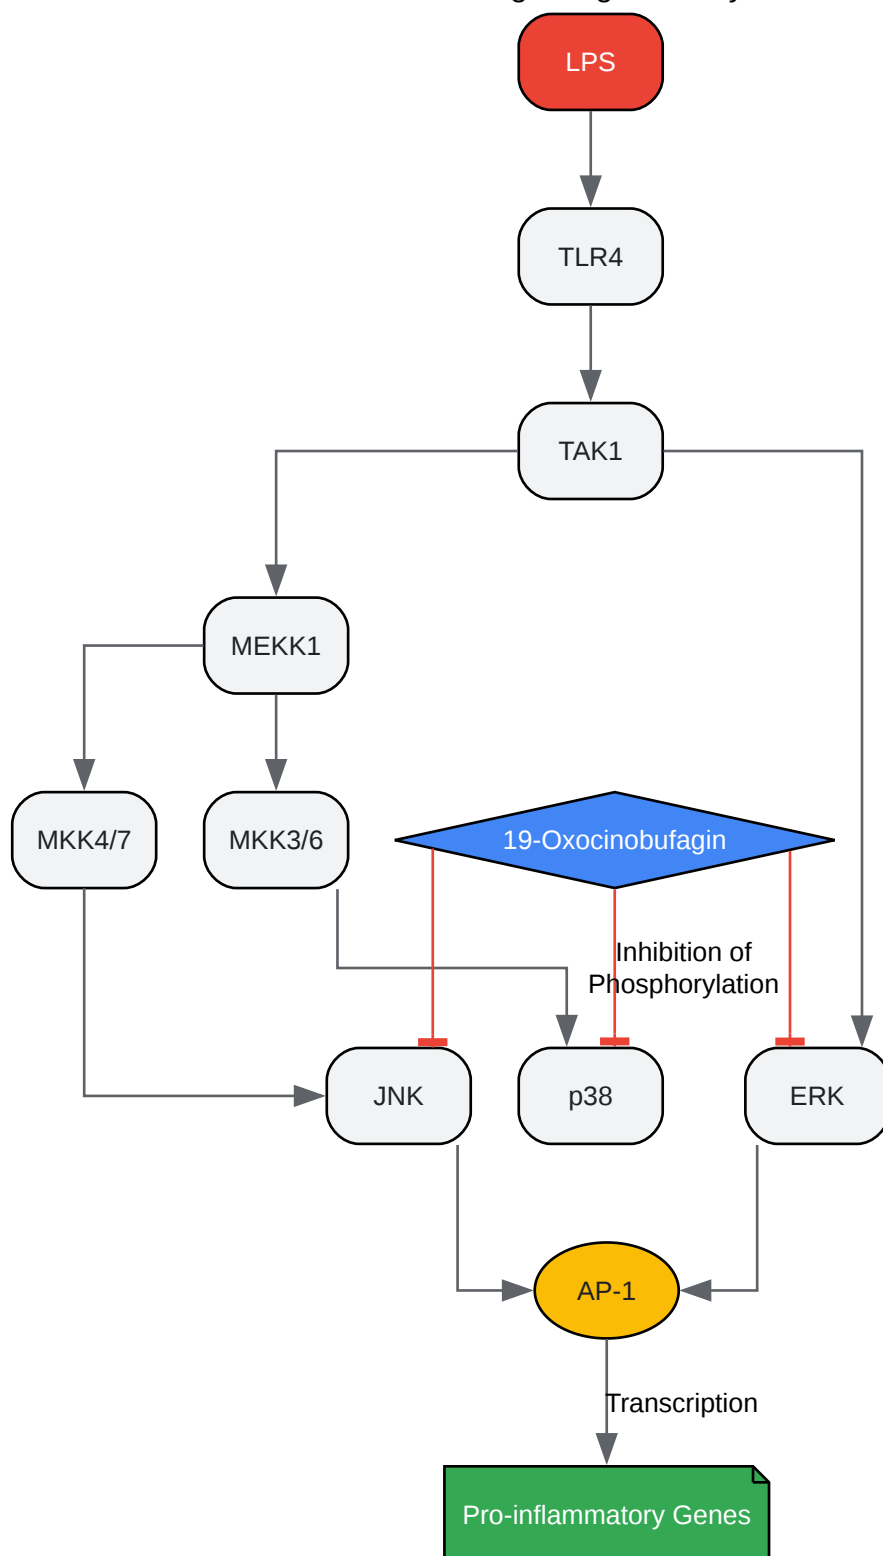 LPS
TLR4
TAK1
MEKK1
MKK4/7
MKK3/6
19-Oxocinobufagin
Inhibition of
Phosphorylation
JNK
p38
ERK
AP-1
Transcription
Pro-inflammatory Genes